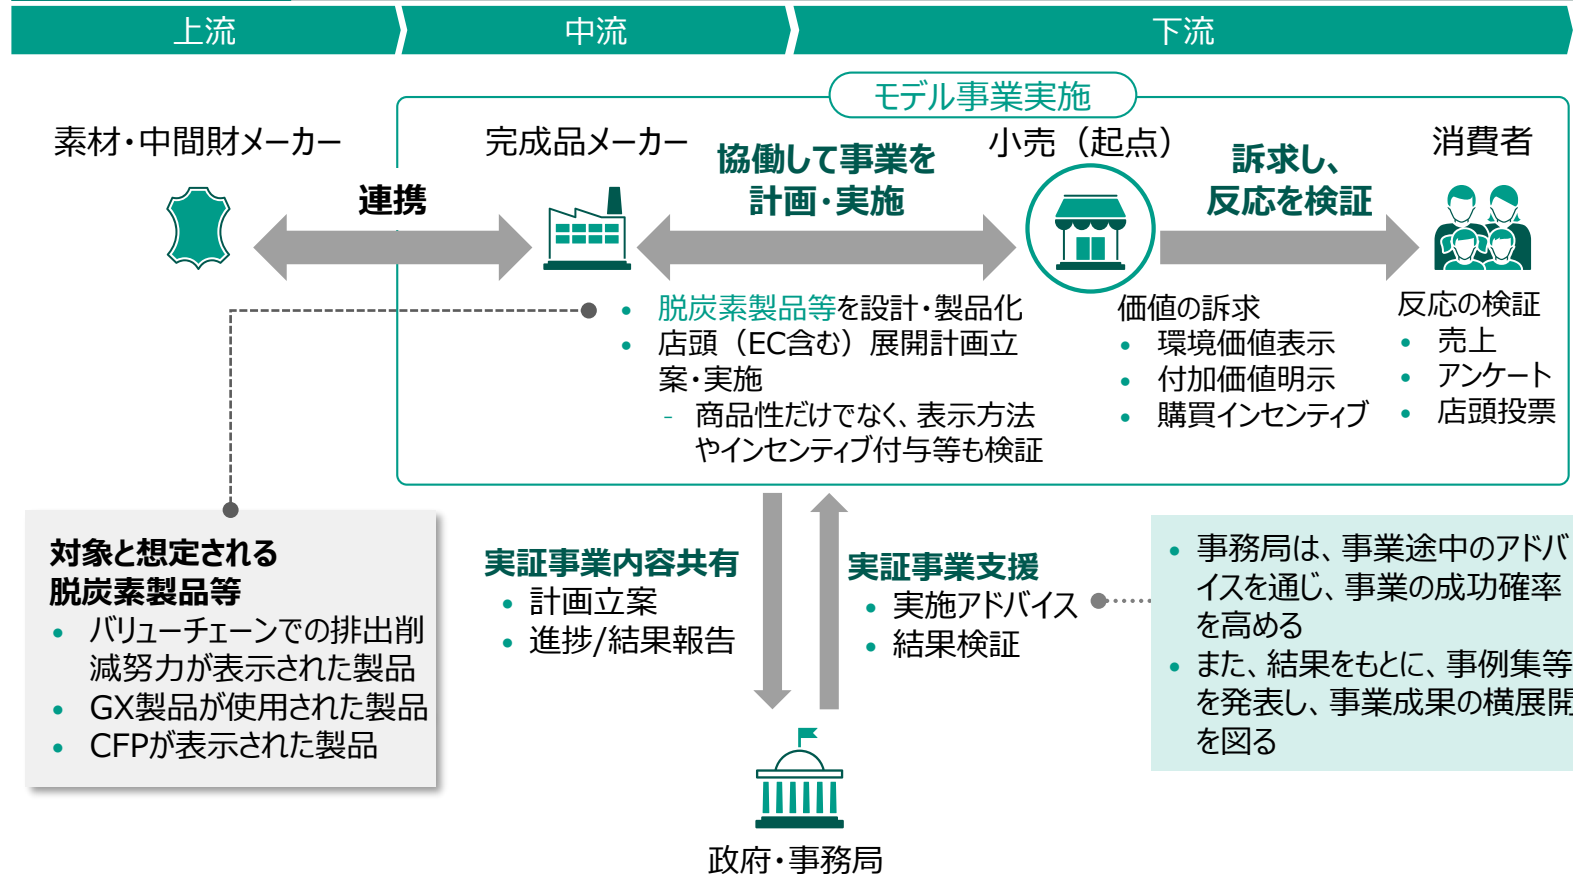 上流
中流
下流
モデル事業実施
素材・中間財メーカー
連携
完成品メーカー
協働して事業を
計画・実施
小売（起点）
訴求し、
反応を検証
消費者
• 脱炭素製品等を設計・製品化
• 店頭（EC含む）展開計画立
案・実施
- 商品性だけでなく、表示方法
やインセンティブ付与等も検証
価値の訴求
• 環境価値表示
• 付加価値明示
• 購買インセンティブ
反応の検証
• 売上
• アンケート
• 店頭投票
対象と想定される
脱炭素製品等
• バリューチェーンでの排出削
減努力が表示された製品
• GX製品が使用された製品
• CFPが表示された製品
実証事業内容共有
• 計画立案
• 進捗/結果報告
実証事業支援
• 実施アドバイス
• 結果検証
• 事務局は、事業途中のアドバ
イスを通じ、事業の成功確率
を高める
• また、結果をもとに、事例集等
を発表し、事業成果の横展開
を図る
政府・事務局